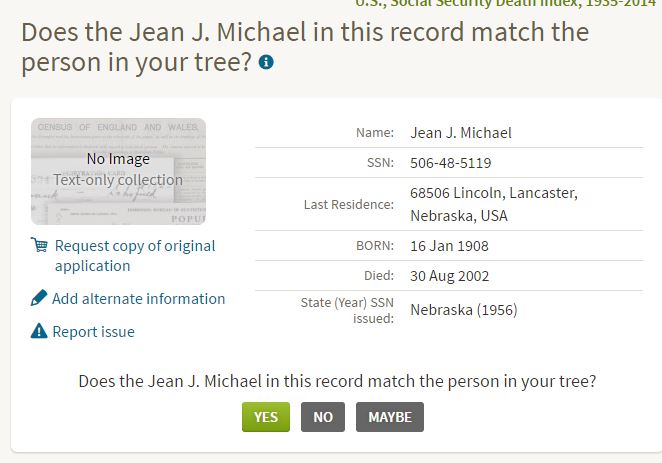 U.S., Social Security Death Index, 1935-2014
Does the Jean J. Michael in this record match the
person in your tree?
CENSUS OF ENGLAND AND WALES,
No Image
Text-only collection
POPU
Request copy of original
application
Add alternate information
Report issue
Name: Jean J. Michael
SSN: 506-48-5119
Last Residence: 68506 Lincoln, Lancaster,
Nebraska, USA
BORN: 16 Jan 1908
Died: 30 Aug 2002
State (Year) SSN
issued: Nebraska (1956)
Does the Jean J. Michael in this record match the person in your tree?
YES NO MAYBE